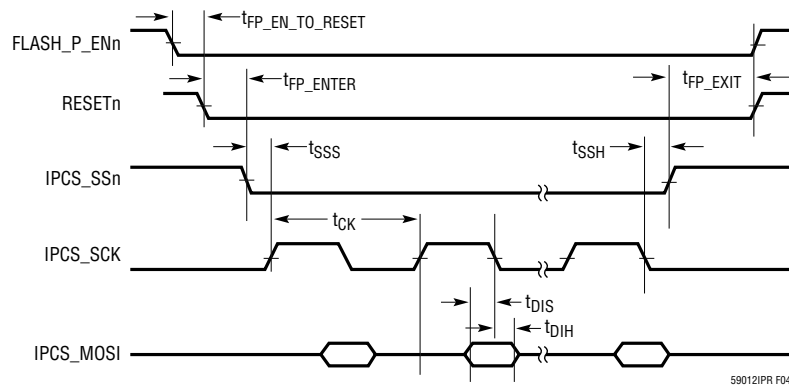 FLASH_P_ENn
tFP_EN_TO_RESET
RESETn
tFP_ENTER
tFP_EXIT
IPCS_SSn
tSSS
tSSH
IPCS_SCK
tCK
IPCS_MOSI
tDIS
tDIH
59012IPR F04